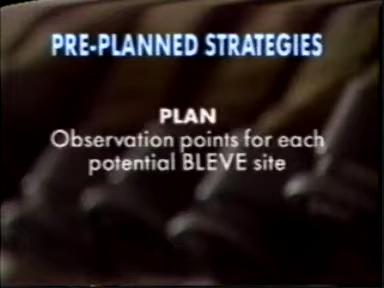 PRE-PLANNED STRATEGIES
PLAN
Observation points for each
potential BLEVE site